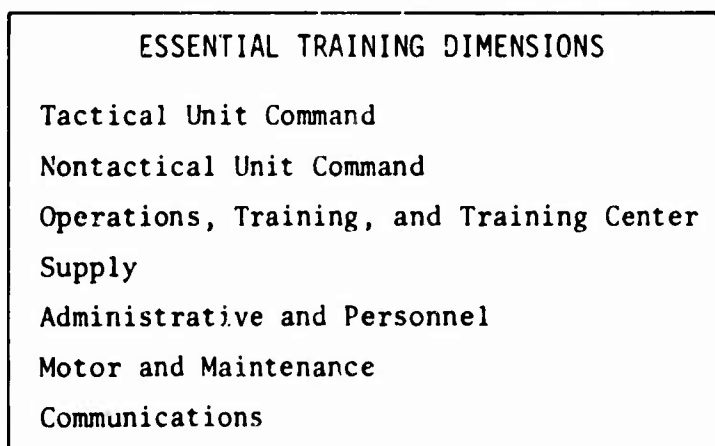 ESSENTIAL TRAINING DIMENSIONS
Tactical Unit Command
Nontactical Unit Command
Operations, Training, and Training Center
Supply
Administrative and Personnel
Motor and Maintenance
Communications